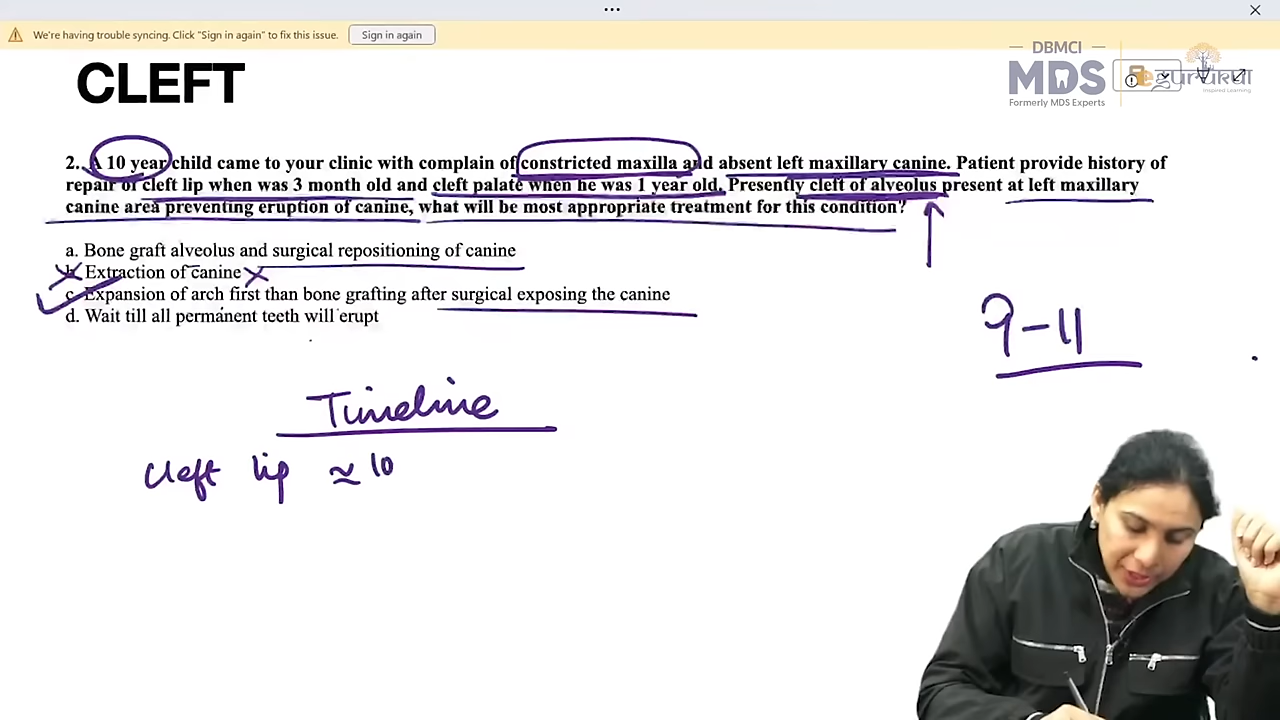 We're having trouble syncing. Click "Sign in again" to fix this issue. Sign in again
DBMCI
MDS
Formerly MDS Experts
Inspired Learning
CLEFT
2. A 10 year child came to your clinic with complain of constricted maxilla and absent left maxillary canine. Patient provide history of
repair of cleft lip when was 3 month old and cleft palate when he was 1 year old. Presently cleft of alveolus present at left maxillary
canine area preventing eruption of canine, what will be most appropriate treatment for this condition?
a. Bone graft alveolus and surgical repositioning of canine
b. Extraction of canine
c. Expansion of arch first than bone grafting after surgical exposing the canine
d. Wait till all permanent teeth will erupt
9-11
Timeline
Cleft lip ≈ 10